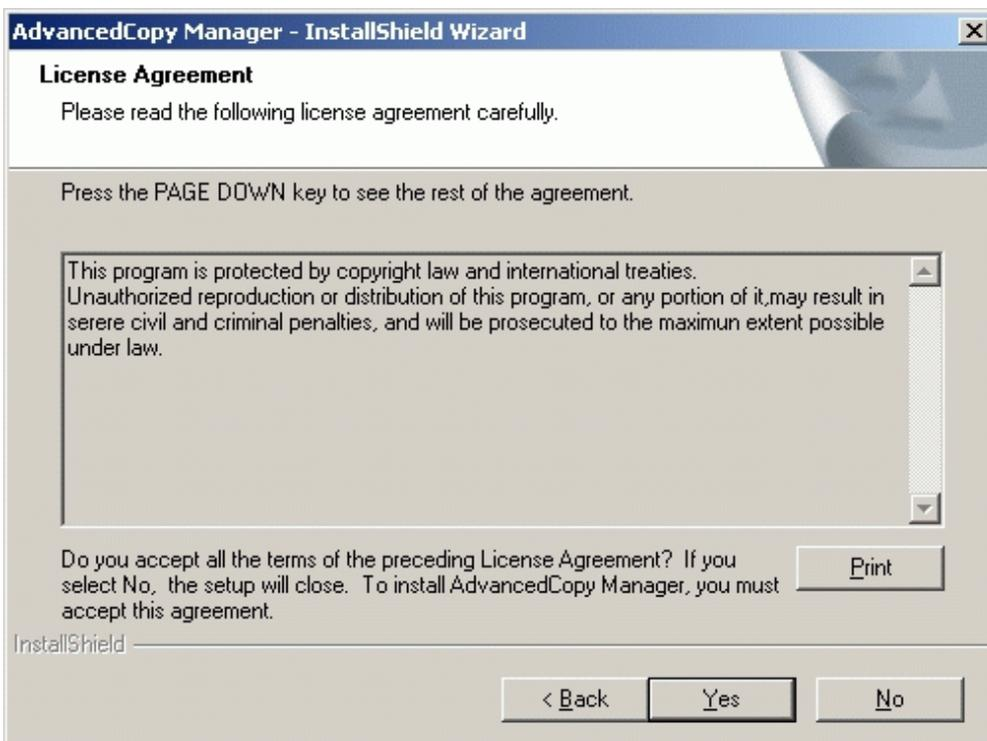 AdvancedCopy Manager - InstallShield Wizard
License Agreement
Please read the following license agreement carefully.
Press the PAGE DOWN key to see the rest of the agreement.
This program is protected by copyright law and international treaties.
Unauthorized reproduction or distribution of this program, or any portion of it,may result in
serere civil and criminal penalties, and will be prosecuted to the maximun extent possible
under law.
Do you accept all the terms of the preceding License Agreement?  If you
select No,  the setup will close.  To install AdvancedCopy Manager, you must
accept this agreement.
Print
InstallShield
< Back
Yes
No